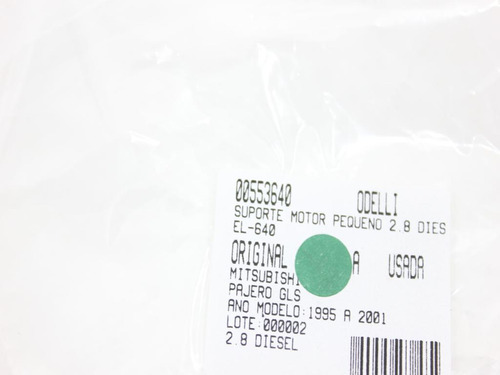 00553640 ODELLI
SUPORTE MOTOR PEQUENO 2.8 DIES
EL-640
ORIGINAL A USADA
MITSUBISHI
PAJERO GLS
ANO MODELO:1995 A 2001
LOTE:000002
2.8 DIESEL